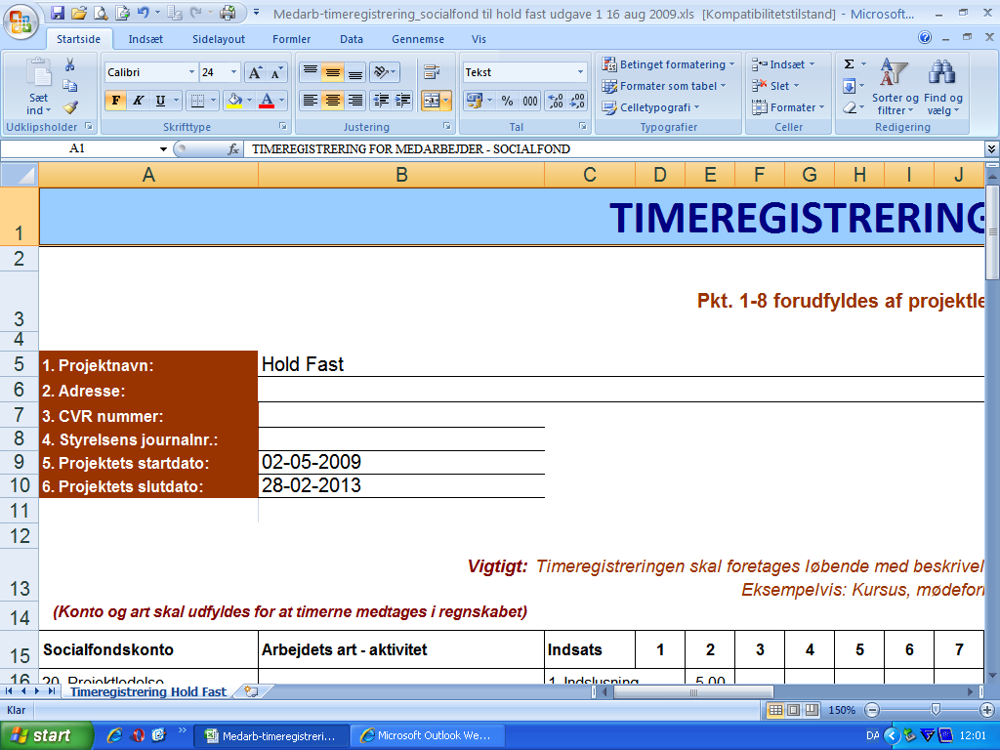 Medarb-timeregistrering_socialfond til hold fast udgave 1 16 aug 2009.xls [Kompatibilitetstilstand] - Microsoft...
Startside Indsæt Sidelayout Formler Data Gennemse Vis
Sæt ind
Calibri 24
F K U
Tekst
% 000
Betinget formatering
Formater som tabel
Celletypografi
Indsæt
Slet
Formater
Σ
Sorter og filtrer
Find og vælg
Udklipsholder Skrifttype Justering Tal Typografier Celler Redigering
A1 fx TIMEREGISTRERING FOR MEDARBEJDER - SOCIALFOND
A B C D E F G H I J
1 TIMEREGISTRERING
2
3 Pkt. 1-8 forudfyldes af projektle
4
5 1. Projektnavn: Hold Fast
6 2. Adresse:
7 3. CVR nummer:
8 4. Styrelsens journalnr.:
9 5. Projektets startdato: 02-05-2009
10 6. Projektets slutdato: 28-02-2013
11
12
Vigtigt: Timeregistreringen skal foretages løbende med beskrivel
13 Eksempelvis: Kursus, mødefor
14 (Konto og art skal udfyldes for at timerne medtages i regnskabet)
15 Socialfondskonto Arbejdets art - aktivitet Indsats 1 2 3 4 5 6 7
16 20. Projektledelse 1 Indslusning 5,00
Timeregistrering Hold Fast
Klar 150%
start Medarb-timeregistreri... Microsoft Outlook We... DA 12:01